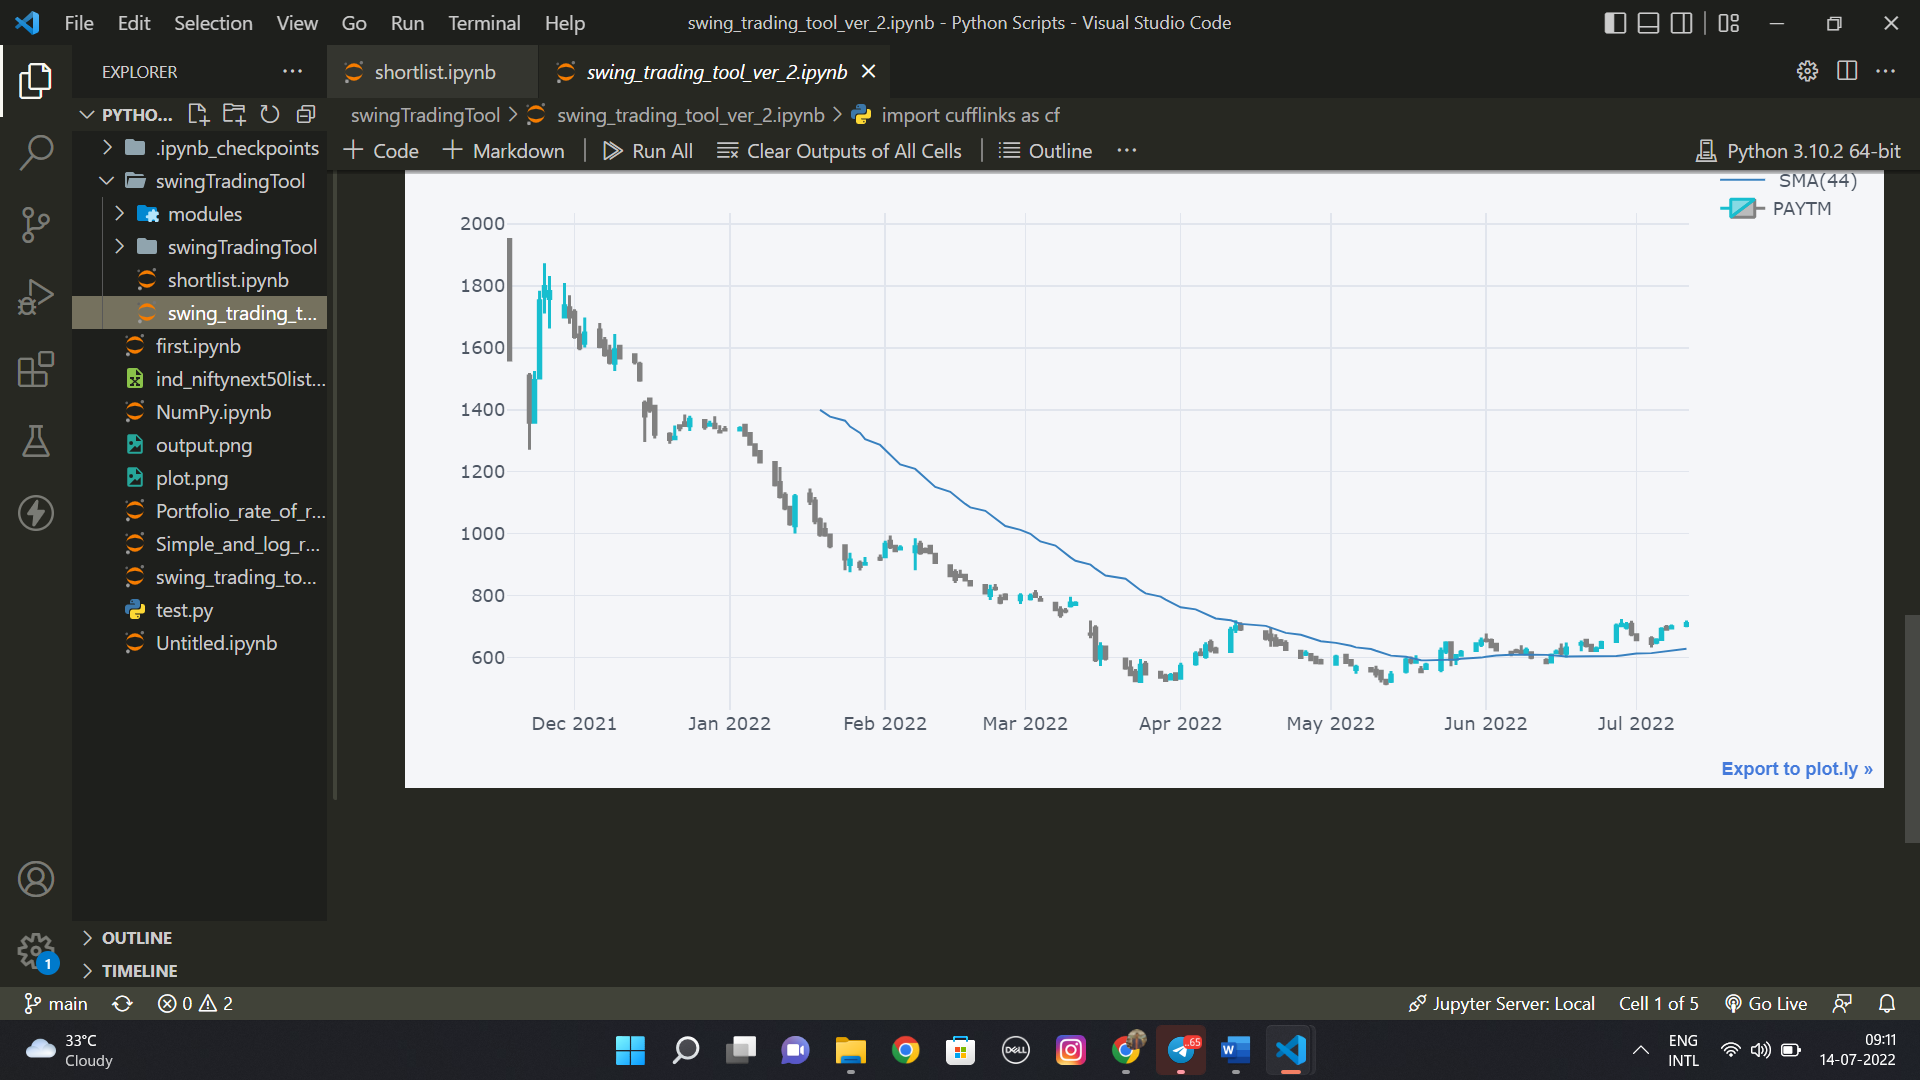 File Edit Selection View Go Run Terminal Help
swing_trading_tool_ver_2.ipynb - Python Scripts - Visual Studio Code
EXPLORER
shortlist.ipynb
swing_trading_tool_ver_2.ipynb
PYTHO...
swingTradingTool > swing_trading_tool_ver_2.ipynb > import cufflinks as cf
+ Code + Markdown Run All Clear Outputs of All Cells Outline ...
Python 3.10.2 64-bit
.ipynb_checkpoints
swingTradingTool
modules
swingTradingTool
shortlist.ipynb
swing_trading_t...
first.ipynb
ind_niftynext50list...
NumPy.ipynb
output.png
plot.png
Portfolio_rate_of_r...
Simple_and_log_r...
swing_trading_to...
test.py
Untitled.ipynb
SMA(44)
PAYTM
2000
1800
1600
1400
1200
1000
800
600
Dec 2021 Jan 2022 Feb 2022 Mar 2022 Apr 2022 May 2022 Jun 2022 Jul 2022
Export to plot.ly »
OUTLINE
TIMELINE
1
main 0 2
Jupyter Server: Local Cell 1 of 5 Go Live
33°C
Cloudy
DELL
65
W
ENG
INTL
09:11
14-07-2022